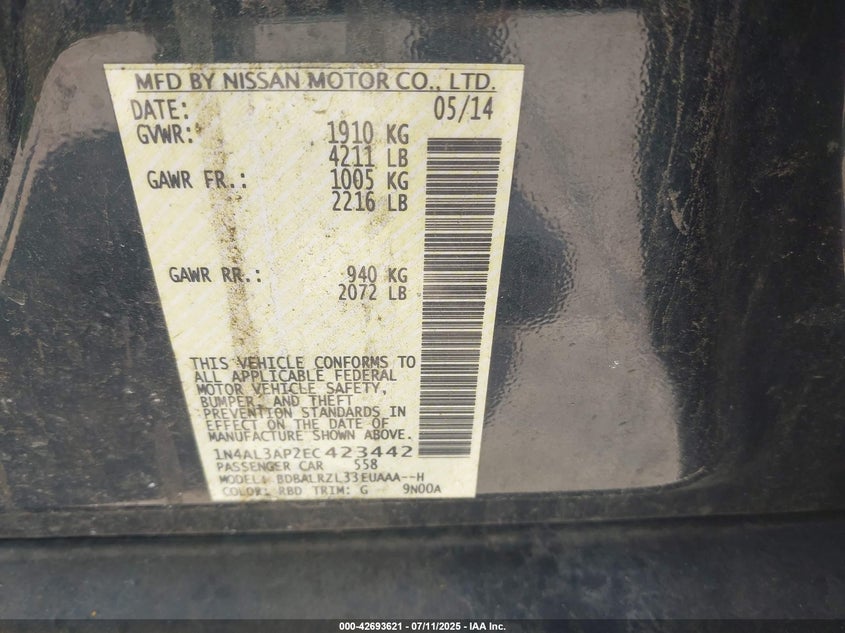 MFD BY NISSAN MOTOR CO., LTD.
DATE: 05/14
GVWR: 1910 KG
4211 LB
GAWR FR.: 1005 KG
2216 LB
GAWR RR.: 940 KG
2072 LB
THIS VEHICLE CONFORMS TO
ALL APPLICABLE FEDERAL
MOTOR VEHICLE SAFETY,
BUMPER, AND THEFT
PREVENTION STANDARDS IN
EFFECT ON THE DATE OF
MANUFACTURE SHOWN ABOVE.
1N4AL3AP2EC423442
PASSENGER CAR 558
MODEL: BDBALRZL33EUAAA--H
COLOR: RBD TRIM: G 9N00A
000-42693621 - 07/11/2025 - IAA Inc.